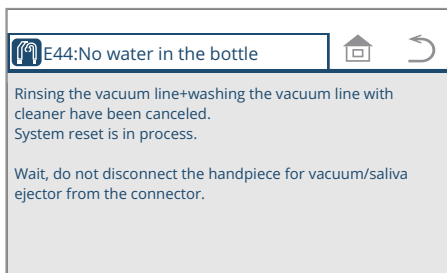 E44:No water in the bottle
Rinsing the vacuum line+washing the vacuum line with
cleaner have been canceled.
System reset is in process.
Wait, do not disconnect the handpiece for vacuum/saliva
ejector from the connector.